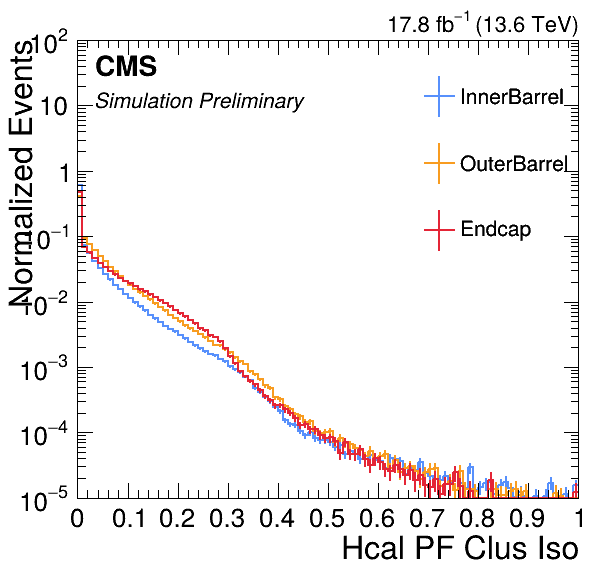 17.8 fb⁻¹ (13.6 TeV)
CMS
Simulation Preliminary
InnerBarrel
OuterBarrel
Endcap
Normalized Events
10²
10
1
10⁻¹
10⁻²
10⁻³
10⁻⁴
10⁻⁵
0 0.1 0.2 0.3 0.4 0.5 0.6 0.7 0.8 0.9 1
Hcal PF Clus Iso